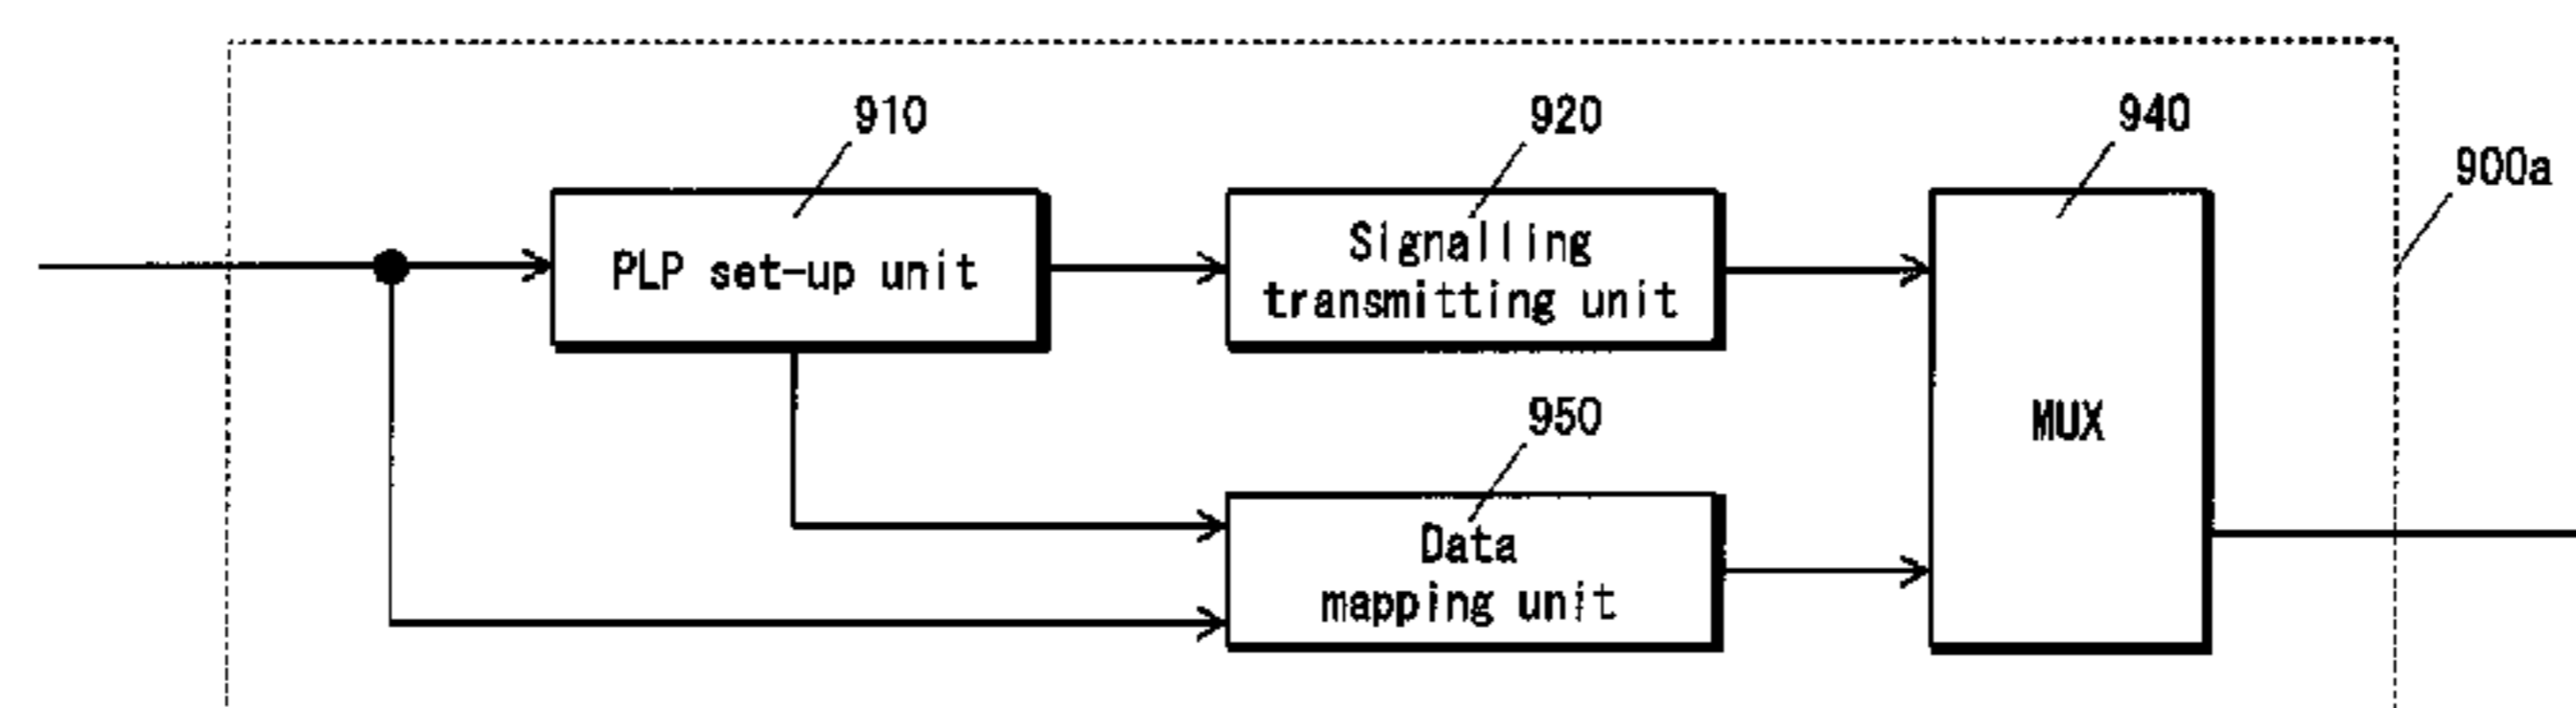 910
920
940
900a
PLP set-up unit
Signalling
transmitting unit
MUX
950
Data
mapping unit